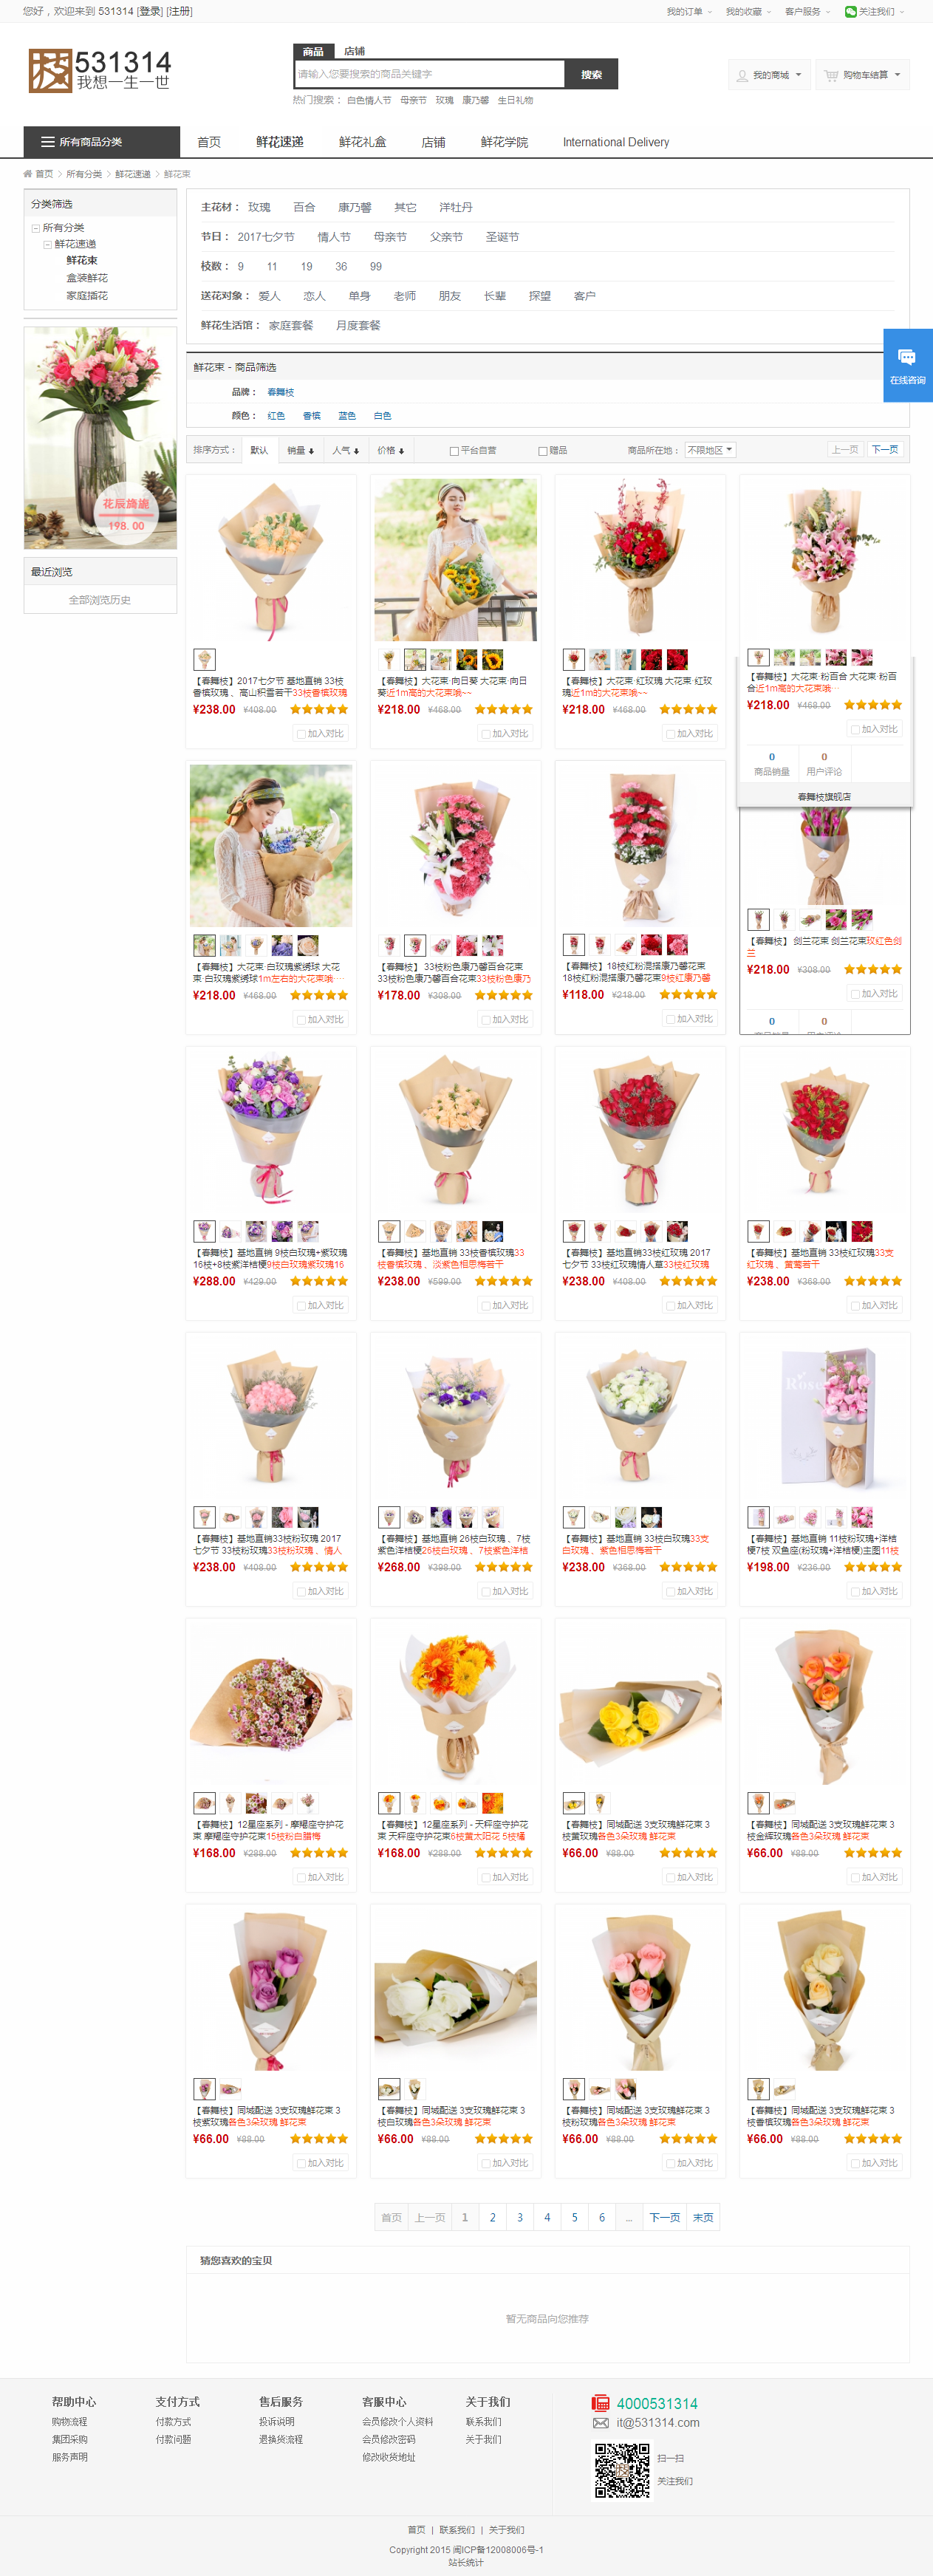 您好，欢迎来到 531314 [登录] [注册]
我的订单 我的收藏 客户服务 关注我们
531314
我想一生一世
商品 店铺
请输入您要搜索的商品关键字 搜索
热门搜索： 白色情人节 母亲节 玫瑰 康乃馨 生日礼物
我的商城 购物车结算
所有商品分类 首页 鲜花速递 鲜花礼盒 店铺 鲜花学院 International Delivery
首页 > 所有分类 > 鲜花速递 > 鲜花束
分类筛选
所有分类
鲜花速递
鲜花束
盒装鲜花
家庭插花
198.00
最近浏览
全部浏览历史
主花材： 玫瑰 百合 康乃馨 其它 洋牡丹
节日： 2017七夕节 情人节 母亲节 父亲节 圣诞节
枝数： 9 11 19 36 99
送花对象： 爱人 恋人 单身 老师 朋友 长辈 探望 客户
鲜花生活馆： 家庭套餐 月度套餐
在线咨询
鲜花束 - 商品筛选
品牌： 春舞枝
颜色： 红色 香槟 蓝色 白色
排序方式： 默认 销量 人气 价格 平台自营 赠品 商品所在地： 不限地区 上一页 下一页
【春舞枝】2017七夕节 基地直销 33枝
香槟玫瑰 、高山积雪若干33枝香槟玫瑰
¥238.00 ¥408.00
加入对比
【春舞枝】大花束·向日葵 大花束·向日
葵近1m高的大花束哦~~
¥218.00 ¥468.00
加入对比
【春舞枝】大花束·红玫瑰 大花束·红玫
瑰近1m高的大花束哦~~
¥218.00 ¥468.00
加入对比
【春舞枝】大花束·粉百合 大花束·粉百
合近1m高的大花束哦…
¥218.00 ¥468.00
加入对比
0 0
商品销量 用户评论
春舞枝旗舰店
【春舞枝】大花束·白玫瑰紫绣球 大花
束·白玫瑰紫绣球1m左右的大花束哦…
¥218.00 ¥468.00
加入对比
【春舞枝】 33枝粉色康乃馨百合花束
33枝粉色康乃馨百合花束33枝粉色康乃
¥178.00 ¥308.00
加入对比
【春舞枝】18枝红粉混搭康乃馨花束
18枝红粉混搭康乃馨花束9枝红康乃馨
¥118.00 ¥218.00
加入对比
【春舞枝】 剑兰花束 剑兰花束玫红色剑
兰
¥218.00 ¥308.00
加入对比
0 0
【春舞枝】基地直销 9枝白玫瑰+紫玫瑰
16枝+8枝紫洋桔梗9枝白玫瑰紫玫瑰16
¥288.00 ¥429.00
加入对比
【春舞枝】基地直销 33枝香槟玫瑰33
枝香槟玫瑰 、淡紫色相思梅若干
¥238.00 ¥599.00
加入对比
【春舞枝】基地直销33枝红玫瑰 2017
七夕节 33枝红玫瑰情人草33枝红玫瑰
¥238.00 ¥408.00
加入对比
【春舞枝】基地直销 33枝红玫瑰33支
红玫瑰 、黄莺若干
¥238.00 ¥368.00
加入对比
【春舞枝】基地直销33枝粉玫瑰 2017
七夕节 33枝粉玫瑰33枝粉玫瑰 、情人
¥238.00 ¥408.00
加入对比
【春舞枝】基地直销 26枝白玫瑰 、7枝
紫色洋桔梗26枝白玫瑰 、7枝紫色洋桔
¥268.00 ¥398.00
加入对比
【春舞枝】基地直销 33枝白玫瑰33支
白玫瑰 、紫色相思梅若干
¥238.00 ¥368.00
加入对比
【春舞枝】基地直销 11枝粉玫瑰+洋桔
梗7枝 双鱼座(粉玫瑰+洋桔梗)主图11枝
¥198.00 ¥236.00
加入对比
【春舞枝】12星座系列 - 摩羯座守护花
束 摩羯座守护花束15枝粉白腊梅
¥168.00 ¥288.00
加入对比
【春舞枝】12星座系列 - 天秤座守护花
束 天秤座守护花束6枝黄太阳花 5枝橘
¥168.00 ¥288.00
加入对比
【春舞枝】同城配送 3支玫瑰鲜花束 3
枝黄玫瑰各色3朵玫瑰 鲜花束
¥66.00 ¥88.00
加入对比
【春舞枝】同城配送 3支玫瑰鲜花束 3
枝金辉玫瑰各色3朵玫瑰 鲜花束
¥66.00 ¥88.00
加入对比
【春舞枝】同城配送 3支玫瑰鲜花束 3
枝紫玫瑰各色3朵玫瑰 鲜花束
¥66.00 ¥88.00
加入对比
【春舞枝】同城配送 3支玫瑰鲜花束 3
枝白玫瑰各色3朵玫瑰 鲜花束
¥66.00 ¥88.00
加入对比
【春舞枝】同城配送 3支玫瑰鲜花束 3
枝粉玫瑰各色3朵玫瑰 鲜花束
¥66.00 ¥88.00
加入对比
【春舞枝】同城配送 3支玫瑰鲜花束 3
枝香槟玫瑰各色3朵玫瑰 鲜花束
¥66.00 ¥88.00
加入对比
首页 上一页 1 2 3 4 5 6 ... 下一页 末页
猜您喜欢的宝贝
暂无商品向您推荐
帮助中心 支付方式 售后服务 客服中心 关于我们
购物流程 付款方式 投诉说明 会员修改个人资料 联系我们
集团采购 付款问题 退换货流程 会员修改密码 关于我们
服务声明 修改收货地址
4000531314
it@531314.com
扫一扫
关注我们
首页 | 联系我们 | 关于我们
Copyright 2015 闽ICP备12008006号-1
站长统计